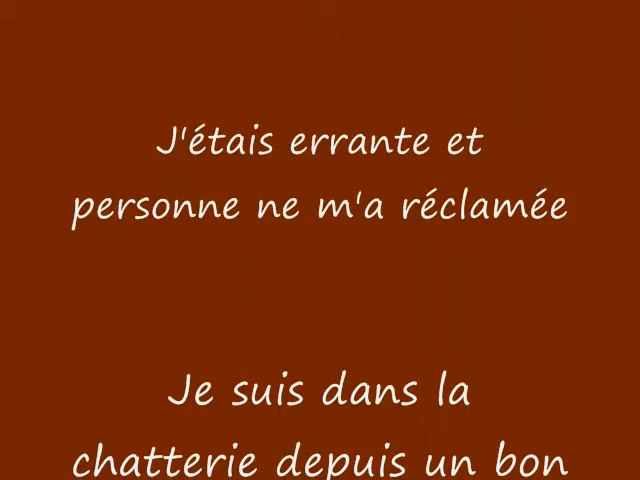 J'étais errante et
personne ne m'a réclamée
Je suis dans la
chatterie depuis un bon